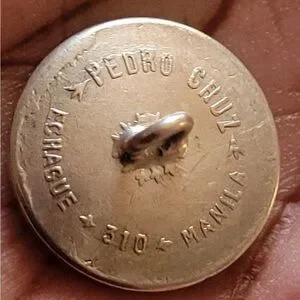 PEDRO CRUZ
ECHAGUE
310
MANILA